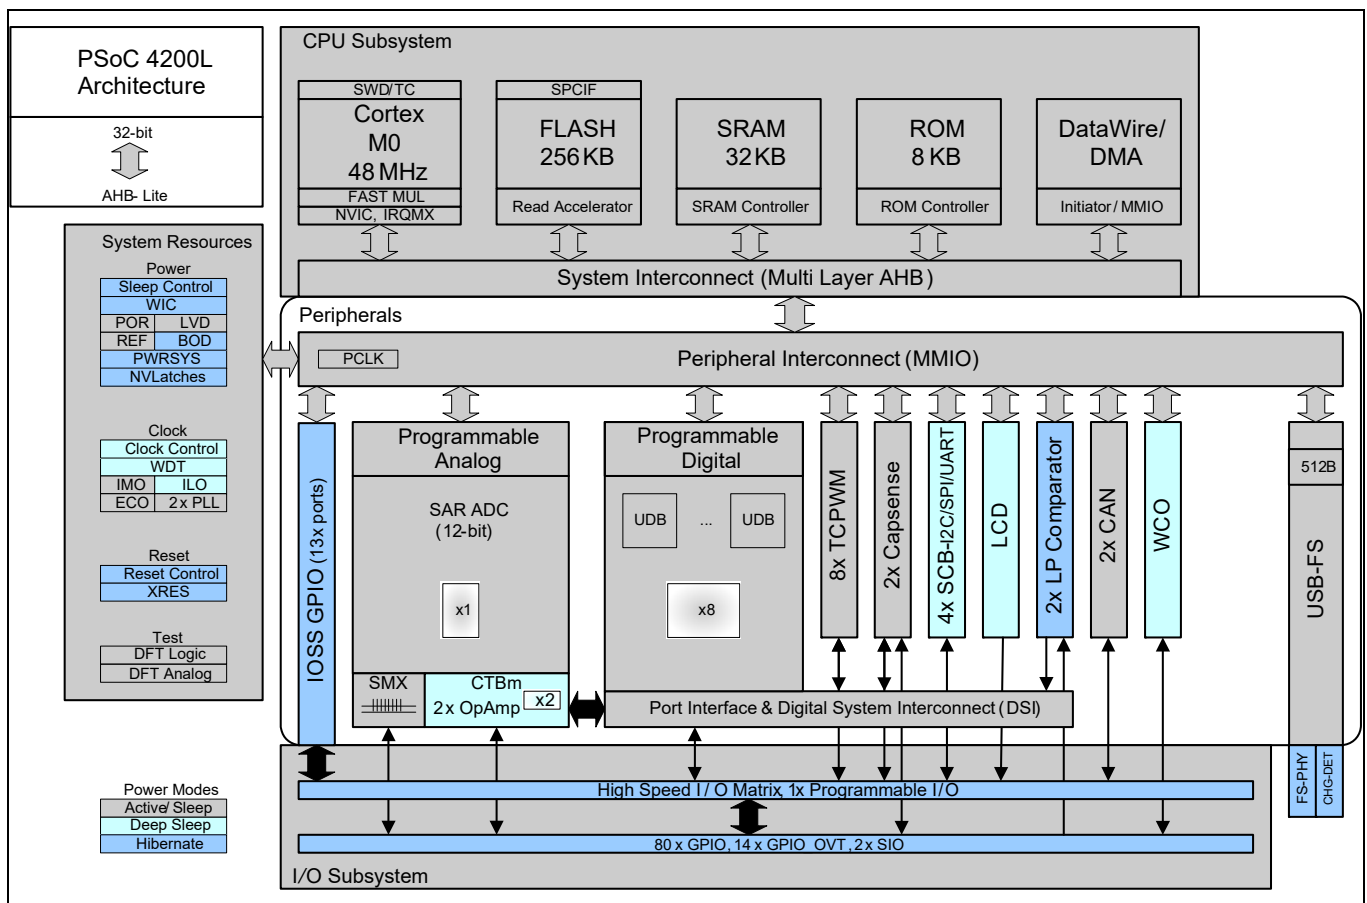 PSoC 4200L
Architecture
32-bit
AHB- Lite
CPU Subsystem
SWD/TC
Cortex
M0
48 MHz
FAST MUL
NVIC, IRQMX
SPCIF
FLASH
256 KB
Read Accelerator
SRAM
32 KB
SRAM Controller
ROM
8 KB
ROM Controller
DataWire/
DMA
Initiator / MMIO
System Interconnect (Multi Layer AHB)
System Resources
Power
Sleep Control
WIC
POR LVD
REF BOD
PWRSYS
NVLatches
Clock
Clock Control
WDT
IMO ILO
ECO 2x PLL
Reset
Reset Control
XRES
Test
DFT Logic
DFT Analog
Peripherals
PCLK
Peripheral Interconnect (MMIO)
IOSS GPIO (13x ports)
Programmable
Analog
SAR ADC
(12-bit)
x1
SMX
CTBm
2x OpAmp
x2
Programmable
Digital
UDB ... UDB
x8
8x TCPWM
2x Capsense
4x SCB-I2C/SPI/UART
LCD
2x LP Comparator
2x CAN
WCO
512B
USB-FS
FS-PHY
CHG-DET
Port Interface & Digital System Interconnect (DSI)
High Speed I / O Matrix, 1x Programmable I/O
80 x GPIO, 14 x GPIO_OVT, 2x SIO
I/O Subsystem
Power Modes
Active/ Sleep
Deep Sleep
Hibernate